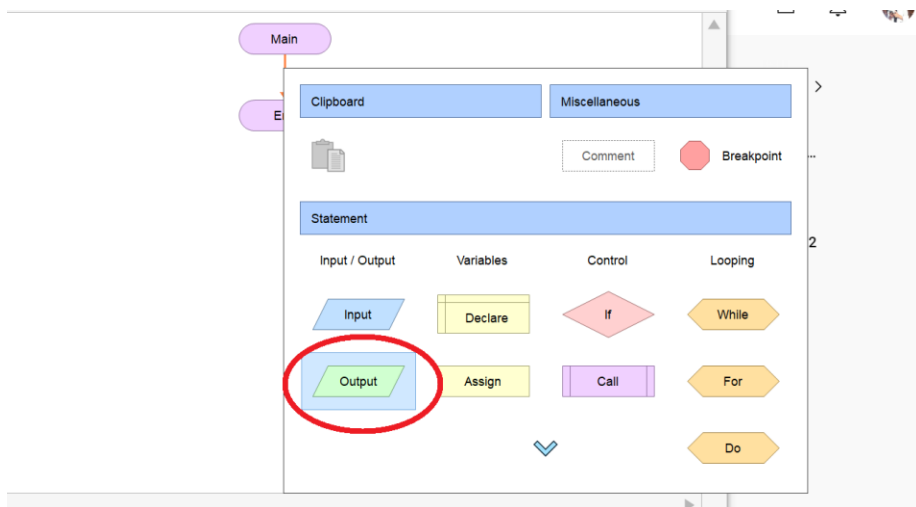 Main
E
Clipboard
Miscellaneous
Comment
Breakpoint
...
Statement
2
Input / Output
Variables
Control
Looping
Input
Declare
If
While
Output
Assign
Call
For
Do